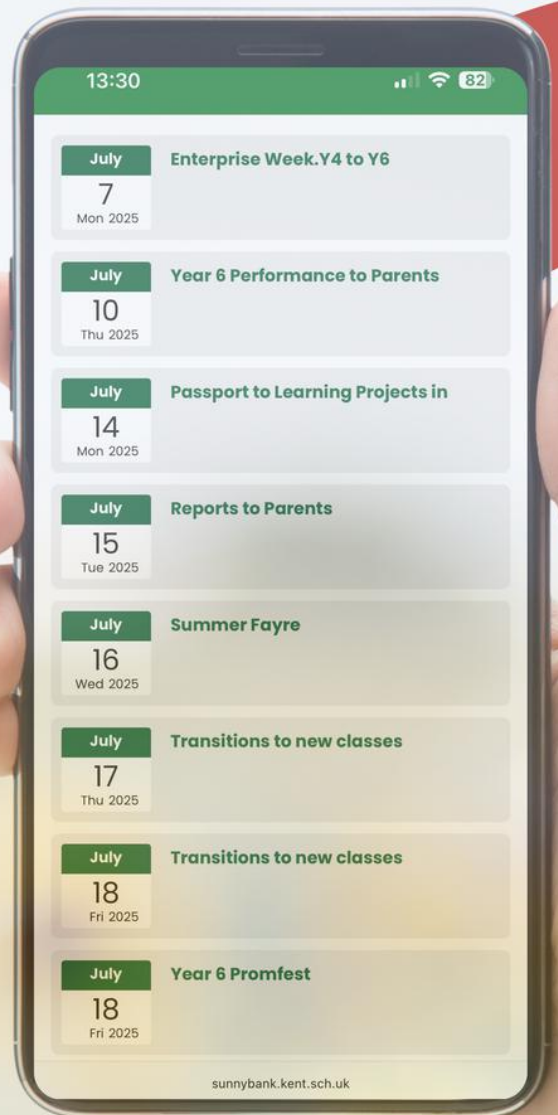 13:30
82
July
7
Mon 2025
Enterprise Week.Y4 to Y6
July
10
Thu 2025
Year 6 Performance to Parents
July
14
Mon 2025
Passport to Learning Projects in
July
15
Tue 2025
Reports to Parents
July
16
Wed 2025
Summer Fayre
July
17
Thu 2025
Transitions to new classes
July
18
Fri 2025
Transitions to new classes
July
18
Fri 2025
Year 6 Promfest
sunnybank.kent.sch.uk